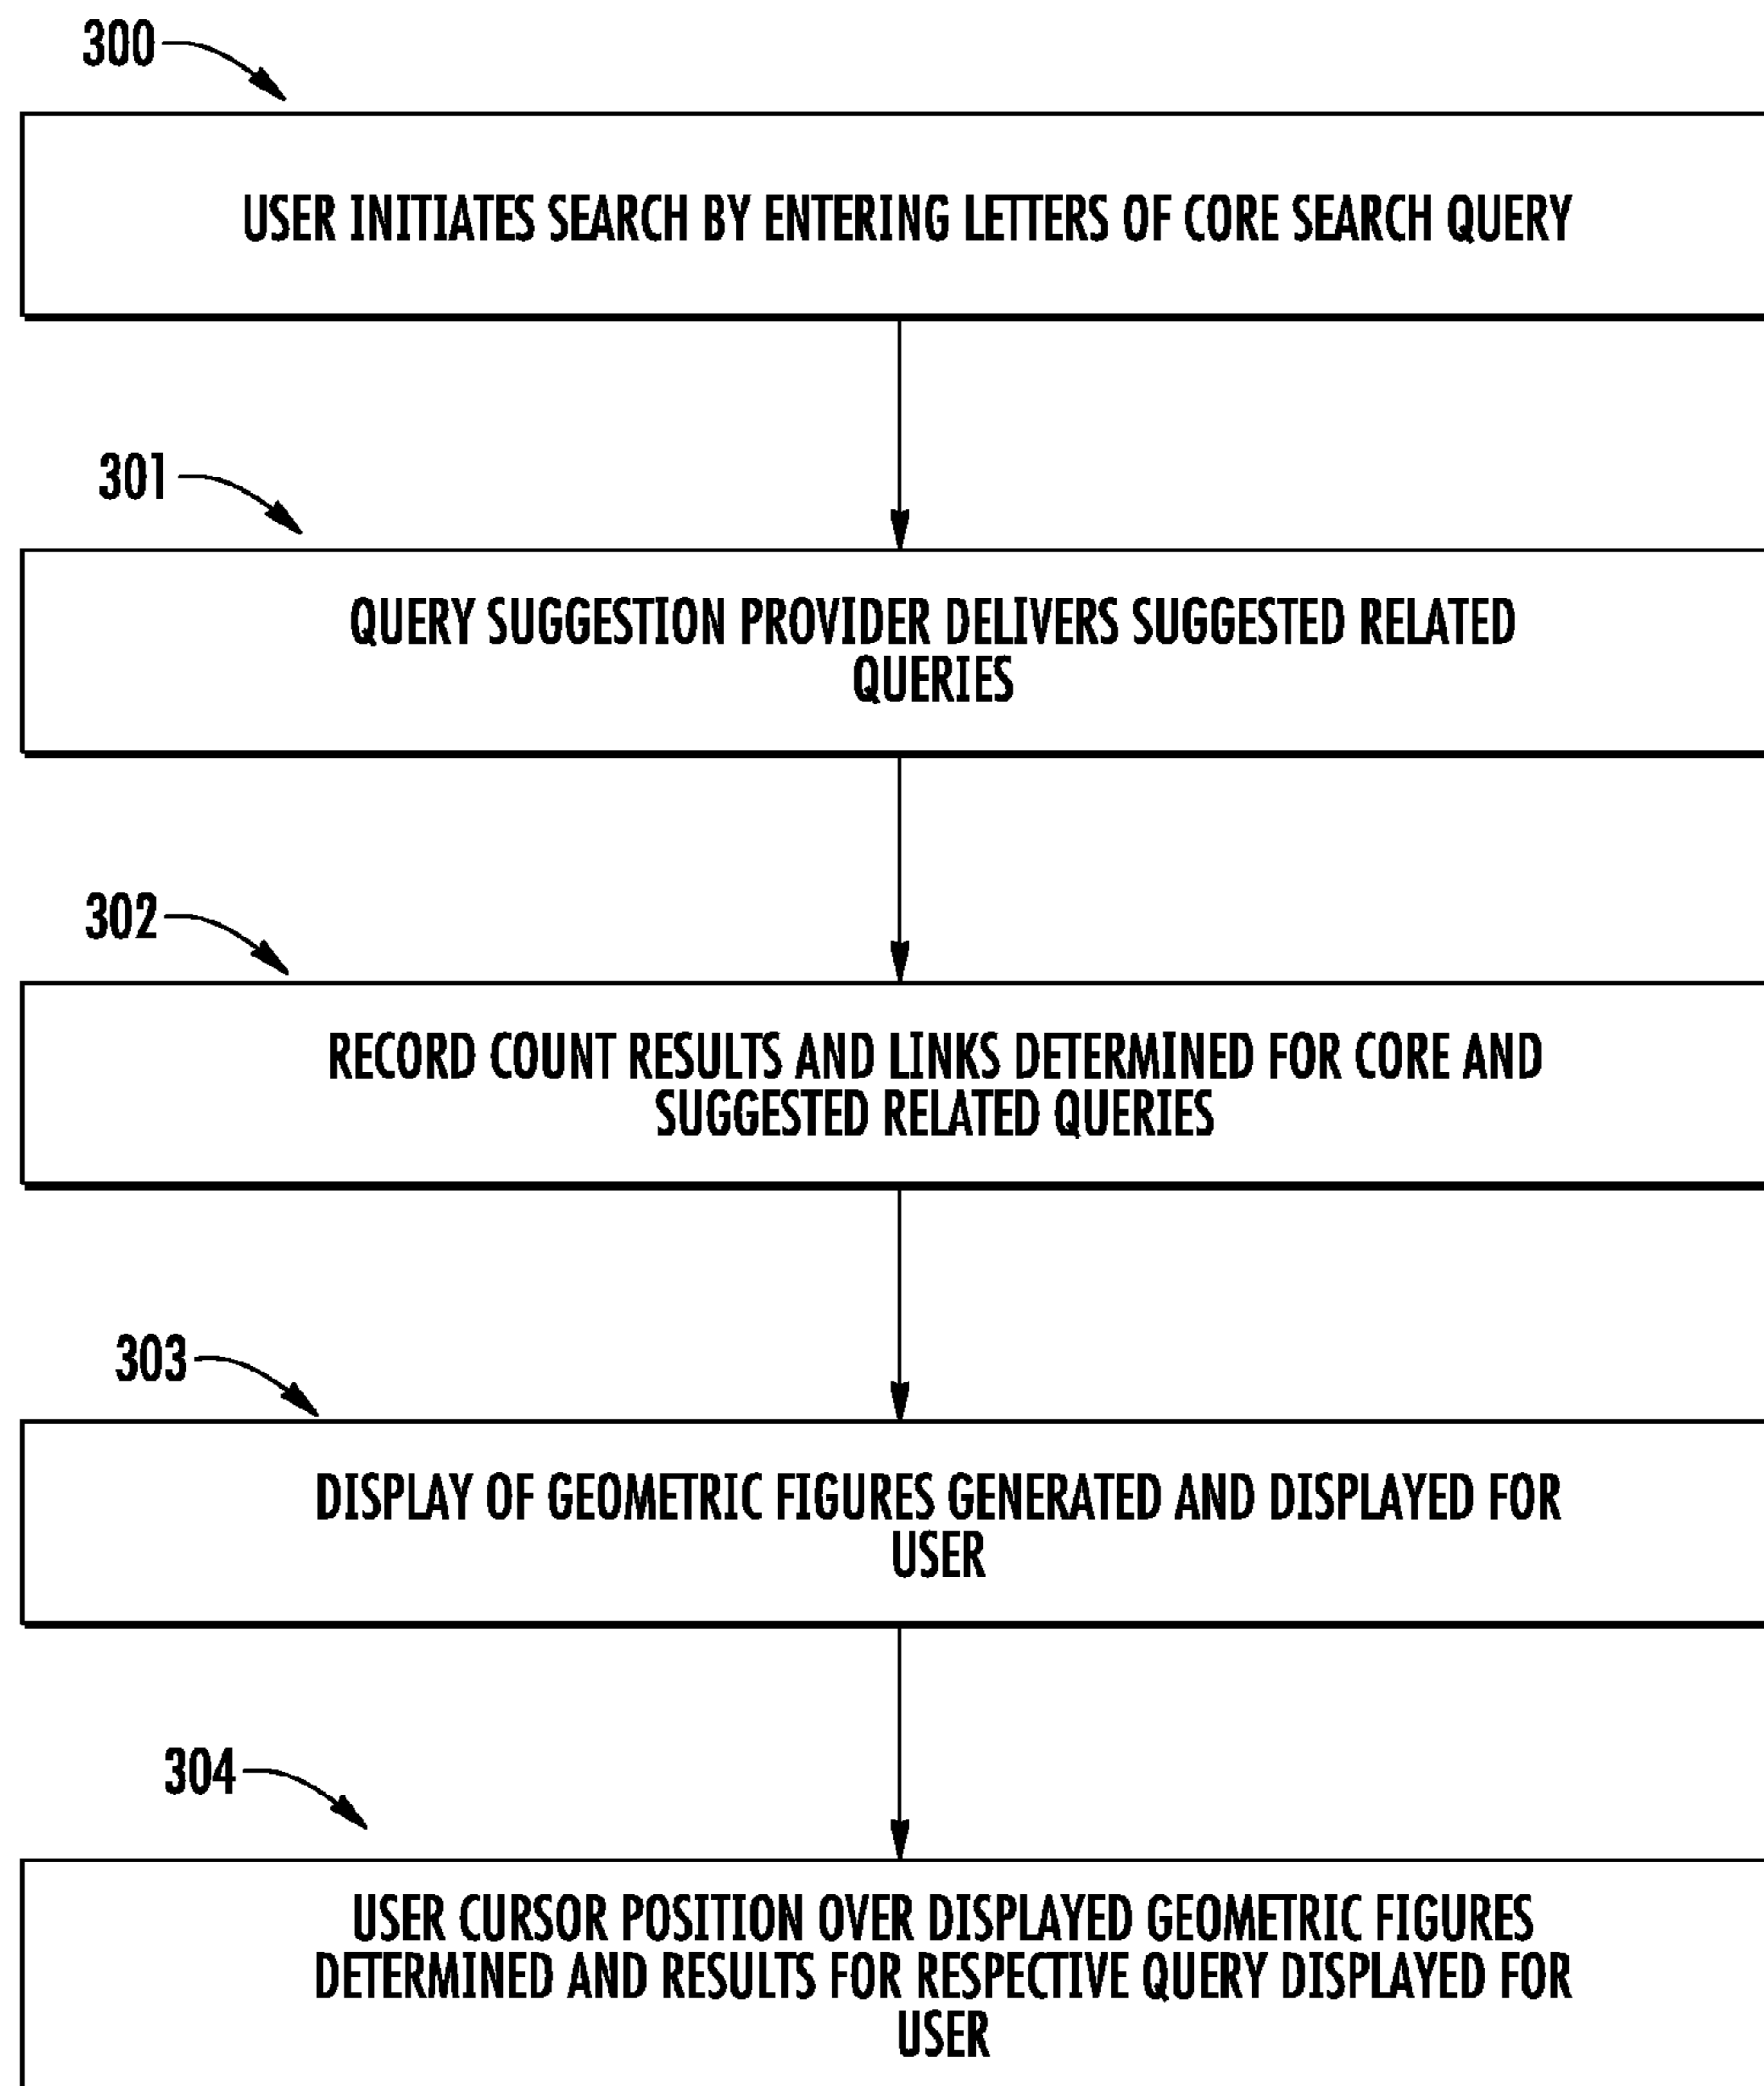 300
USER INITIATES SEARCH BY ENTERING LETTERS OF CORE SEARCH QUERY
301
QUERY SUGGESTION PROVIDER DELIVERS SUGGESTED RELATED
QUERIES
302
RECORD COUNT RESULTS AND LINKS DETERMINED FOR CORE AND
SUGGESTED RELATED QUERIES
303
DISPLAY OF GEOMETRIC FIGURES GENERATED AND DISPLAYED FOR
USER
304
USER CURSOR POSITION OVER DISPLAYED GEOMETRIC FIGURES
DETERMINED AND RESULTS FOR RESPECTIVE QUERY DISPLAYED FOR
USER